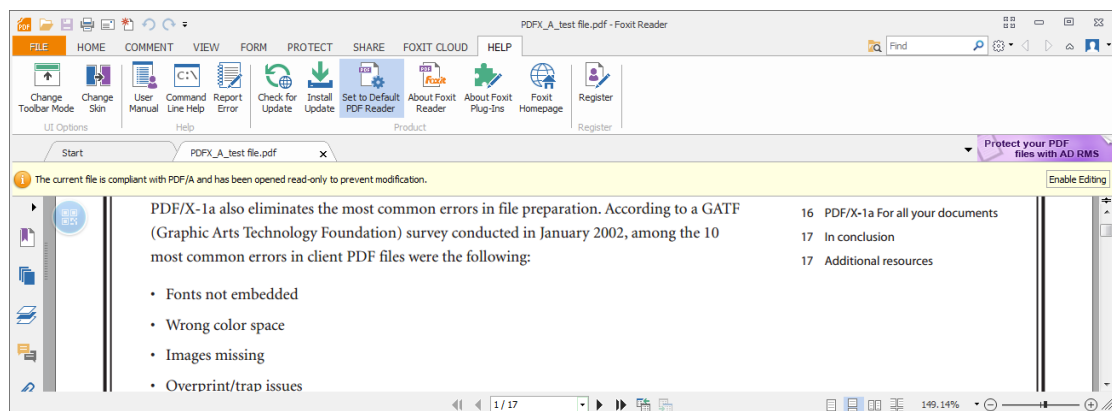 PDFX_A_test file.pdf - Foxit Reader
FILE HOME COMMENT VIEW FORM PROTECT SHARE FOXIT CLOUD HELP Find
Change Toolbar Mode
Change Skin
UI Options
User Manual
Command Line Help
Report Error
Help
Check for Update
Install Update
Set to Default PDF Reader
About Foxit Reader
About Foxit Plug-Ins
Foxit Homepage
Product
Register
Register
Start
PDFX_A_test file.pdf x
Protect your PDF
files with AD RMS
The current file is compliant with PDF/A and has been opened read-only to prevent modification.
Enable Editing
PDF/X-1a also eliminates the most common errors in file preparation. According to a GATF
(Graphic Arts Technology Foundation) survey conducted in January 2002, among the 10
most common errors in client PDF files were the following:
• Fonts not embedded
• Wrong color space
• Images missing
• Overprint/trap issues
16 PDF/X-1a For all your documents
17 In conclusion
17 Additional resources
1 / 17
149.14%